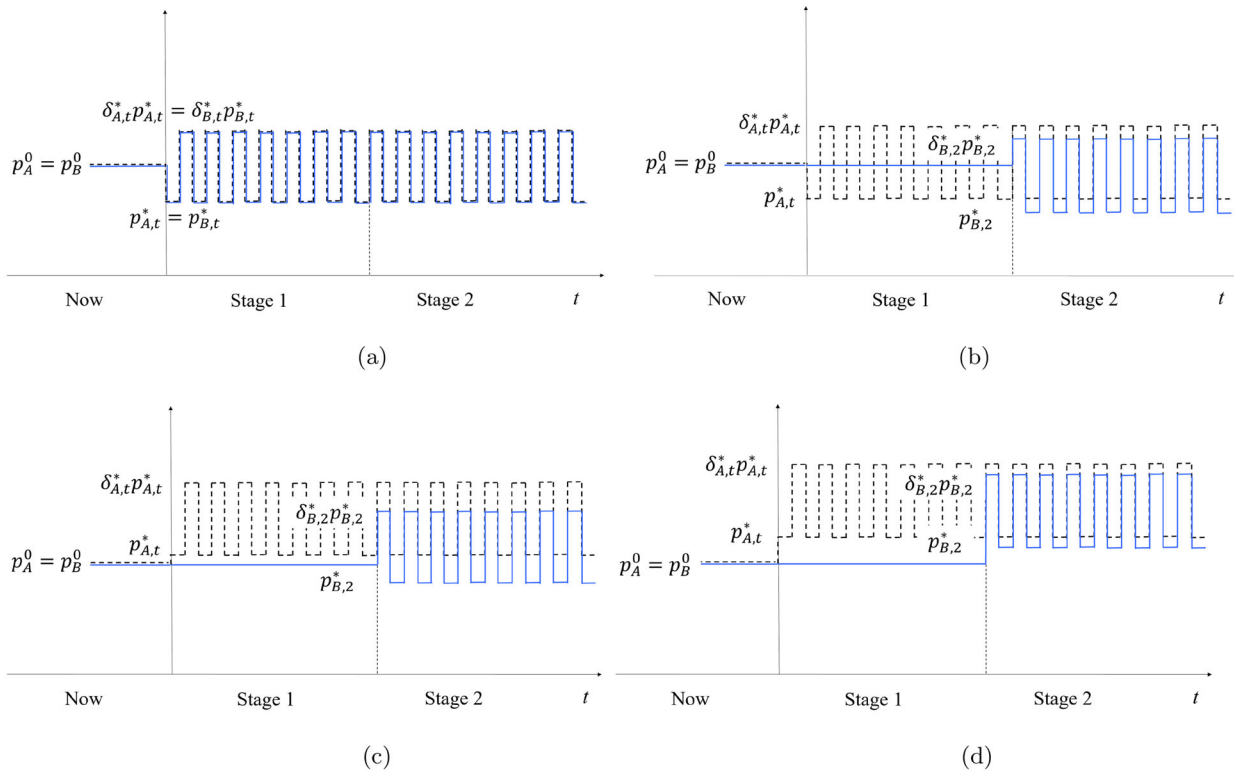 δ*A,t p*A,t = δ*B,t p*B,t
p⁰A = p⁰B
p*A,t = p*B,t
Now Stage 1 Stage 2 t
(a)
δ*A,t p*A,t
δ*B,2 p*B,2
p⁰A = p⁰B
p*A,t
p*B,2
Now Stage 1 Stage 2 t
(b)
δ*A,t p*A,t
δ*B,2 p*B,2
p*A,t
p⁰A = p⁰B
p*B,2
Now Stage 1 Stage 2 t
(c)
δ*A,t p*A,t
δ*B,2 p*B,2
p*A,t
p*B,2
p⁰A = p⁰B
Now Stage 1 Stage 2 t
(d)